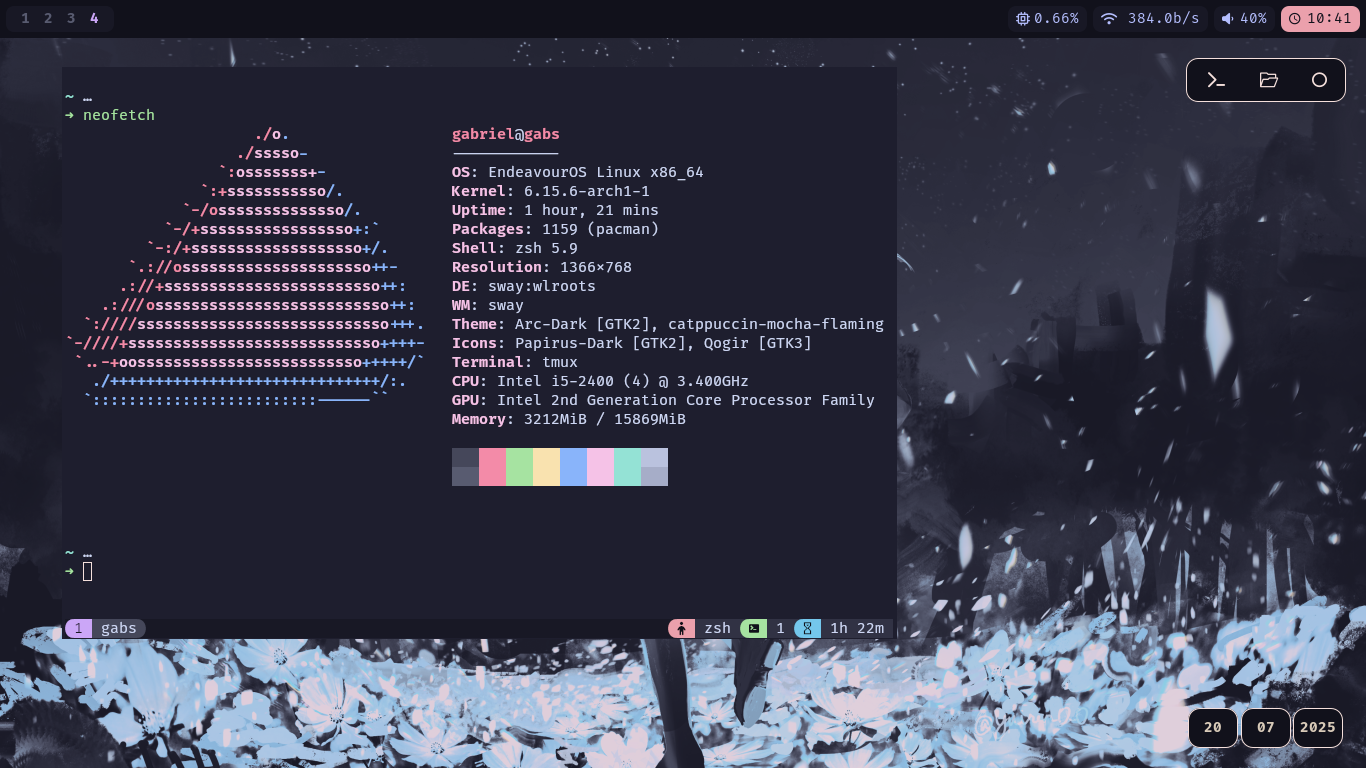 1 2 3 4
0.66% 384.0b/s 40% 10:41
~ …
➜ neofetch
./o.
./sssso-
`:osssssss+-
`:+sssssssssso/.
`-/ossssssssssssso/.
`-/+sssssssssssssssso+:`
`-:/+sssssssssssssssssso+/.
`.://osssssssssssssssssssso++-
.://+ssssssssssssssssssssssso++:
.:///ossssssssssssssssssssssssso++:
`:////ssssssssssssssssssssssssssso+++.
`-////+ssssssssssssssssssssssssssso++++-
`..-+oosssssssssssssssssssssssso+++++/`
./++++++++++++++++++++++++++++++/:.
`:::::::::::::::::::::::::------``
gabriel@gabs
------------
OS: EndeavourOS Linux x86_64
Kernel: 6.15.6-arch1-1
Uptime: 1 hour, 21 mins
Packages: 1159 (pacman)
Shell: zsh 5.9
Resolution: 1366×768
DE: sway:wlroots
WM: sway
Theme: Arc-Dark [GTK2], catppuccin-mocha-flaming
Icons: Papirus-Dark [GTK2], Qogir [GTK3]
Terminal: tmux
CPU: Intel i5-2400 (4) @ 3.400GHz
GPU: Intel 2nd Generation Core Processor Family
Memory: 3212MiB / 15869MiB
~ …
➜
1 gabs zsh 1 1h 22m
20 07 2025